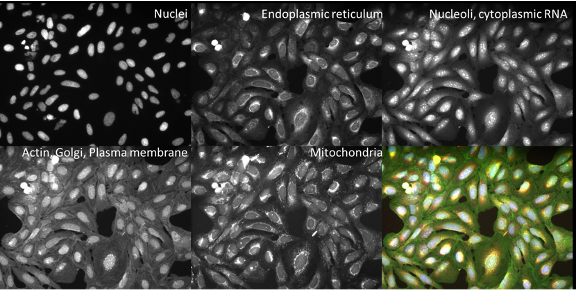 Nuclei
Endoplasmic reticulum
Nucleoli, cytoplasmic RNA
Actin, Golgi, Plasma membrane
Mitochondria